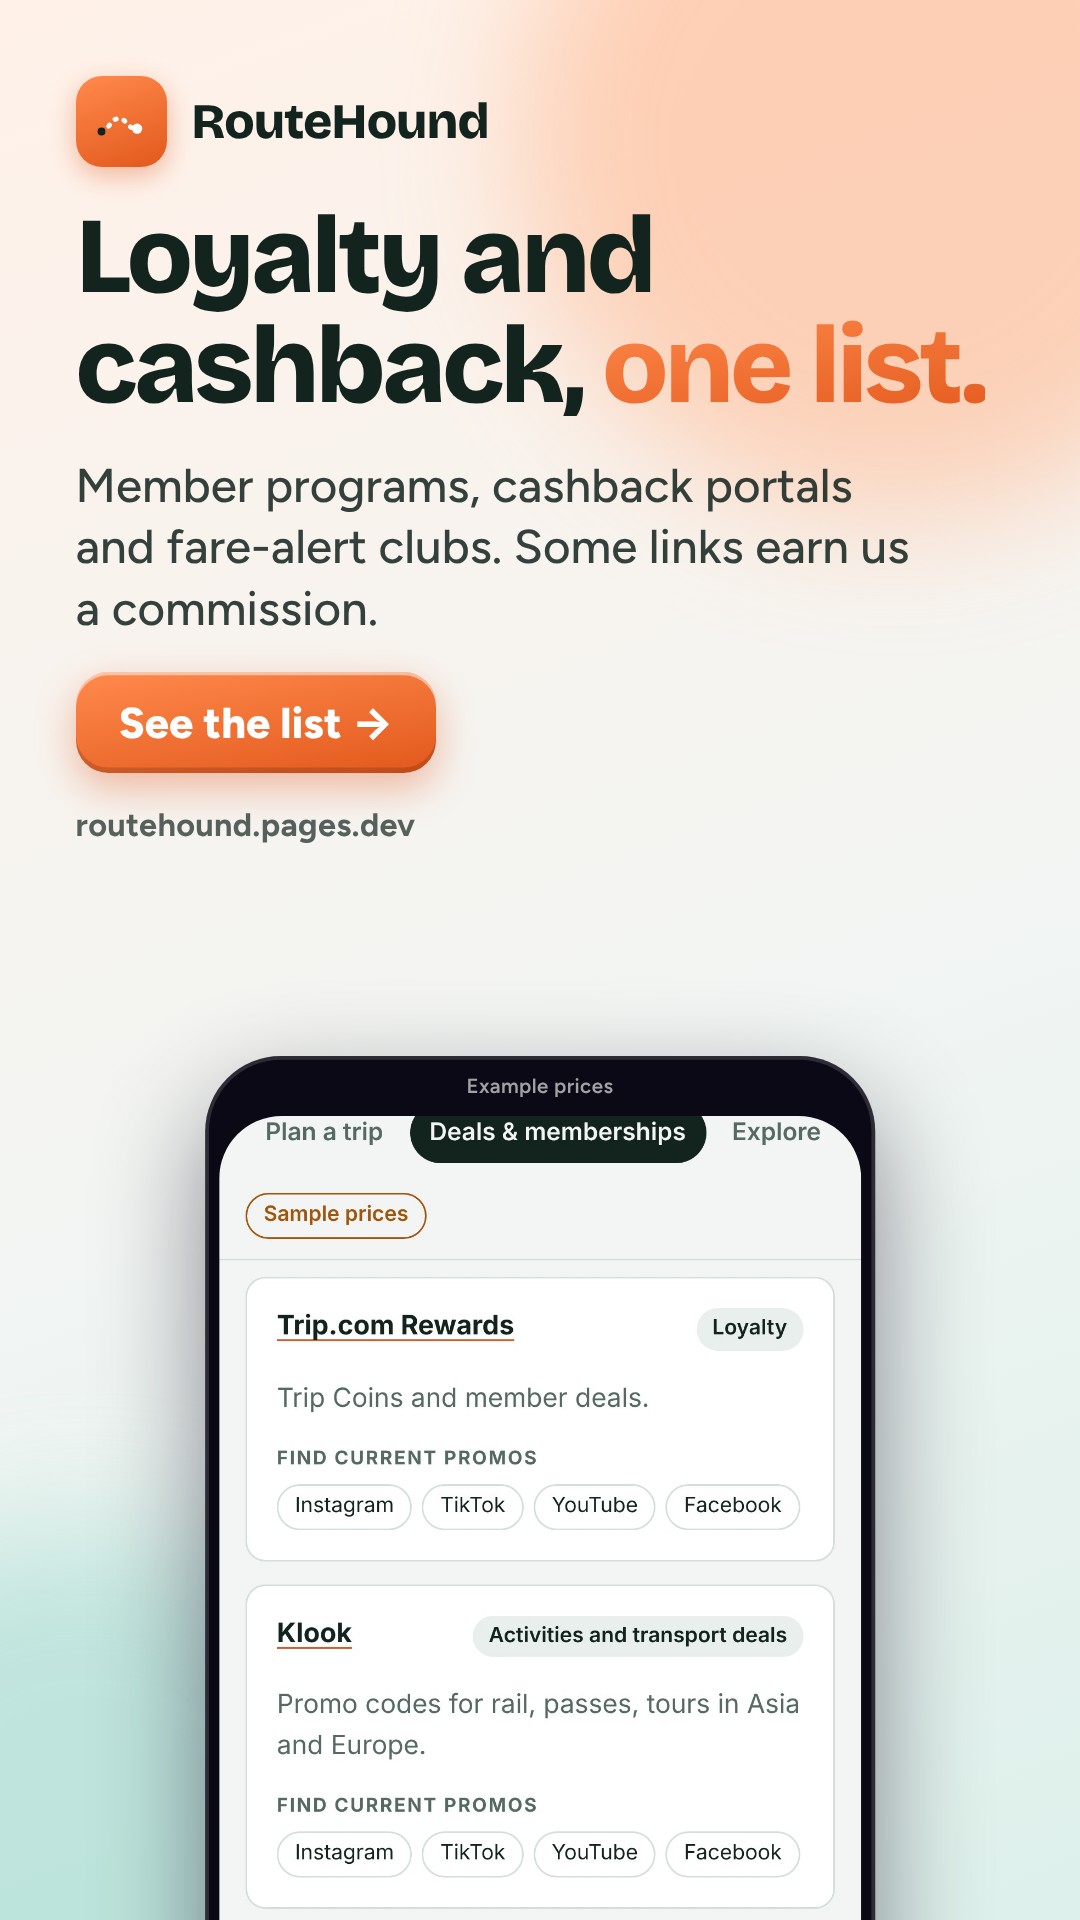 RouteHound
Loyalty and
cashback, one list.
Member programs, cashback portals
and fare-alert clubs. Some links earn us
a commission.
See the list →
routehound.pages.dev
Example prices
Plan a trip Deals & memberships Explore
Sample prices
Trip.com Rewards Loyalty
Trip Coins and member deals.
FIND CURRENT PROMOS
Instagram TikTok YouTube Facebook
Klook Activities and transport deals
Promo codes for rail, passes, tours in Asia
and Europe.
FIND CURRENT PROMOS
Instagram TikTok YouTube Facebook